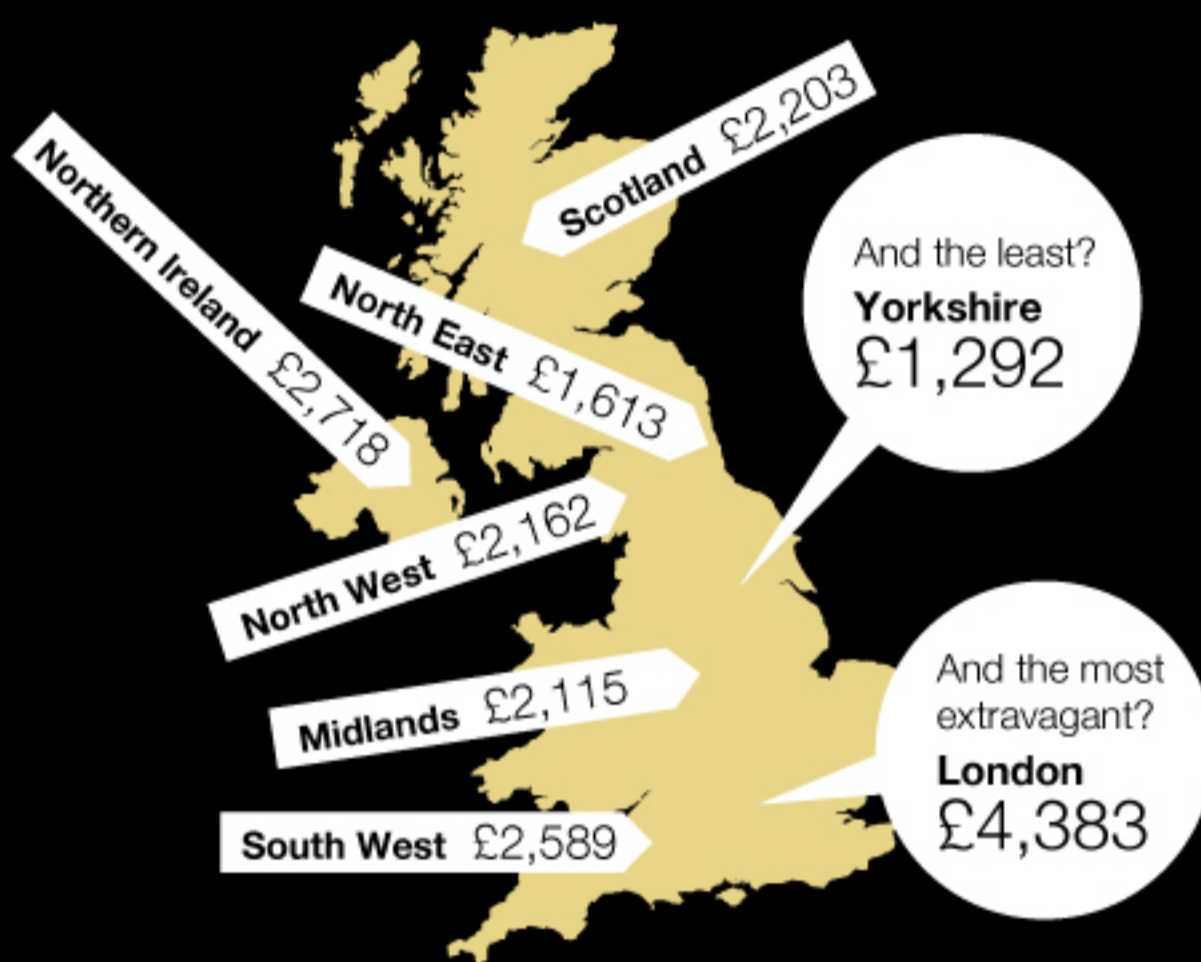 Scotland £2,203
Northern Ireland £2,718
North East £1,613
And the least?
Yorkshire
£1,292
North West £2,162
Midlands £2,115
And the most
extravagant?
London
£4,383
South West £2,589